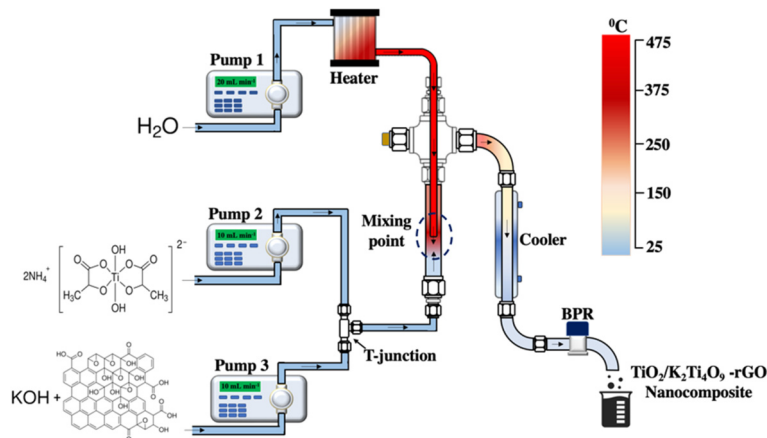 ⁰C
475
375
250
150
25
Pump 1
20 mL min⁻¹
Heater
H₂O
Pump 2
10 mL min⁻¹
Mixing
point
Cooler
2NH₄⁺
OH
O
O
Ti
O
O
O
O
H₃C
CH₃
OH
2−
BPR
T-junction
Pump 3
10 mL min⁻¹
KOH +
TiO₂/K₂Ti₄O₉ -rGO
Nanocomposite